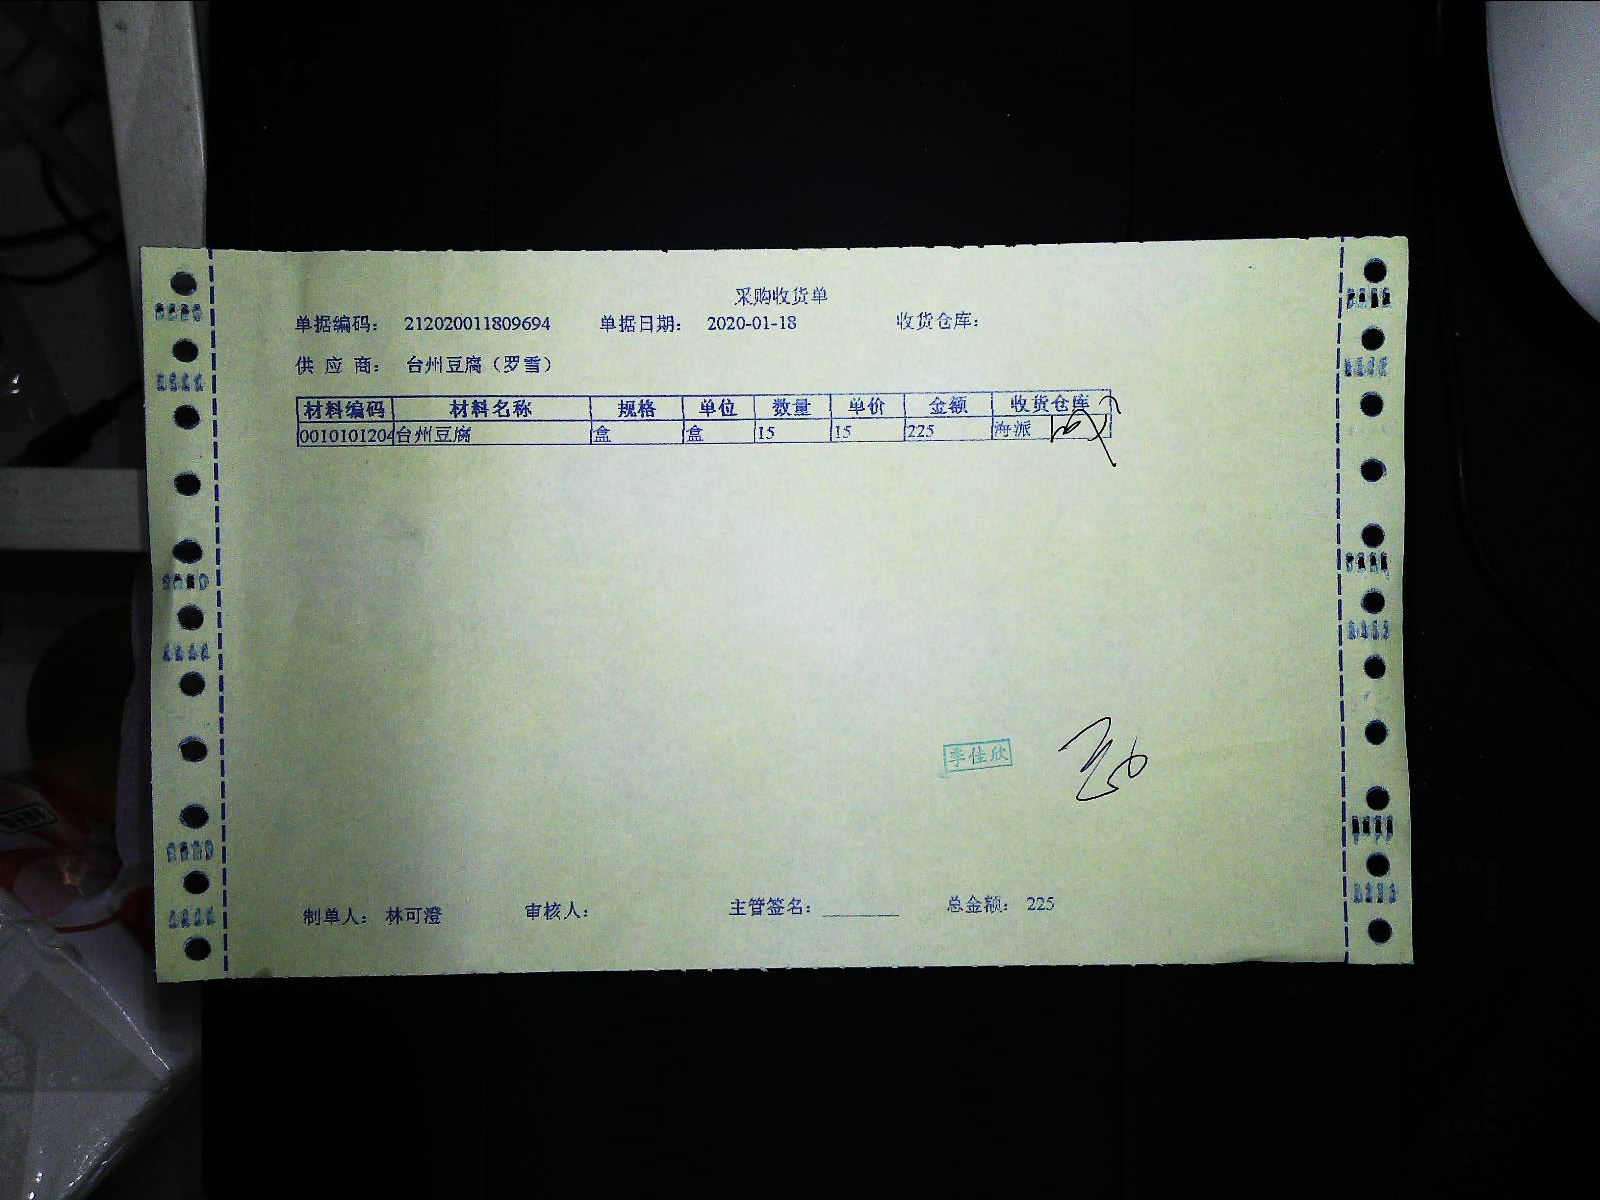 采购收货单
单据编码： 212020011809694 单据日期： 2020-01-18 收货仓库：
供 应 商： 台州豆腐（罗雪）
材料编码 材料名称 规格 单位 数量 单价 金额 收货仓库
0010101204 台州豆腐 盒 盒 15 15 225 海派
李佳欣
制单人： 林可澄 审核人： 主管签名：________ 总金额： 225